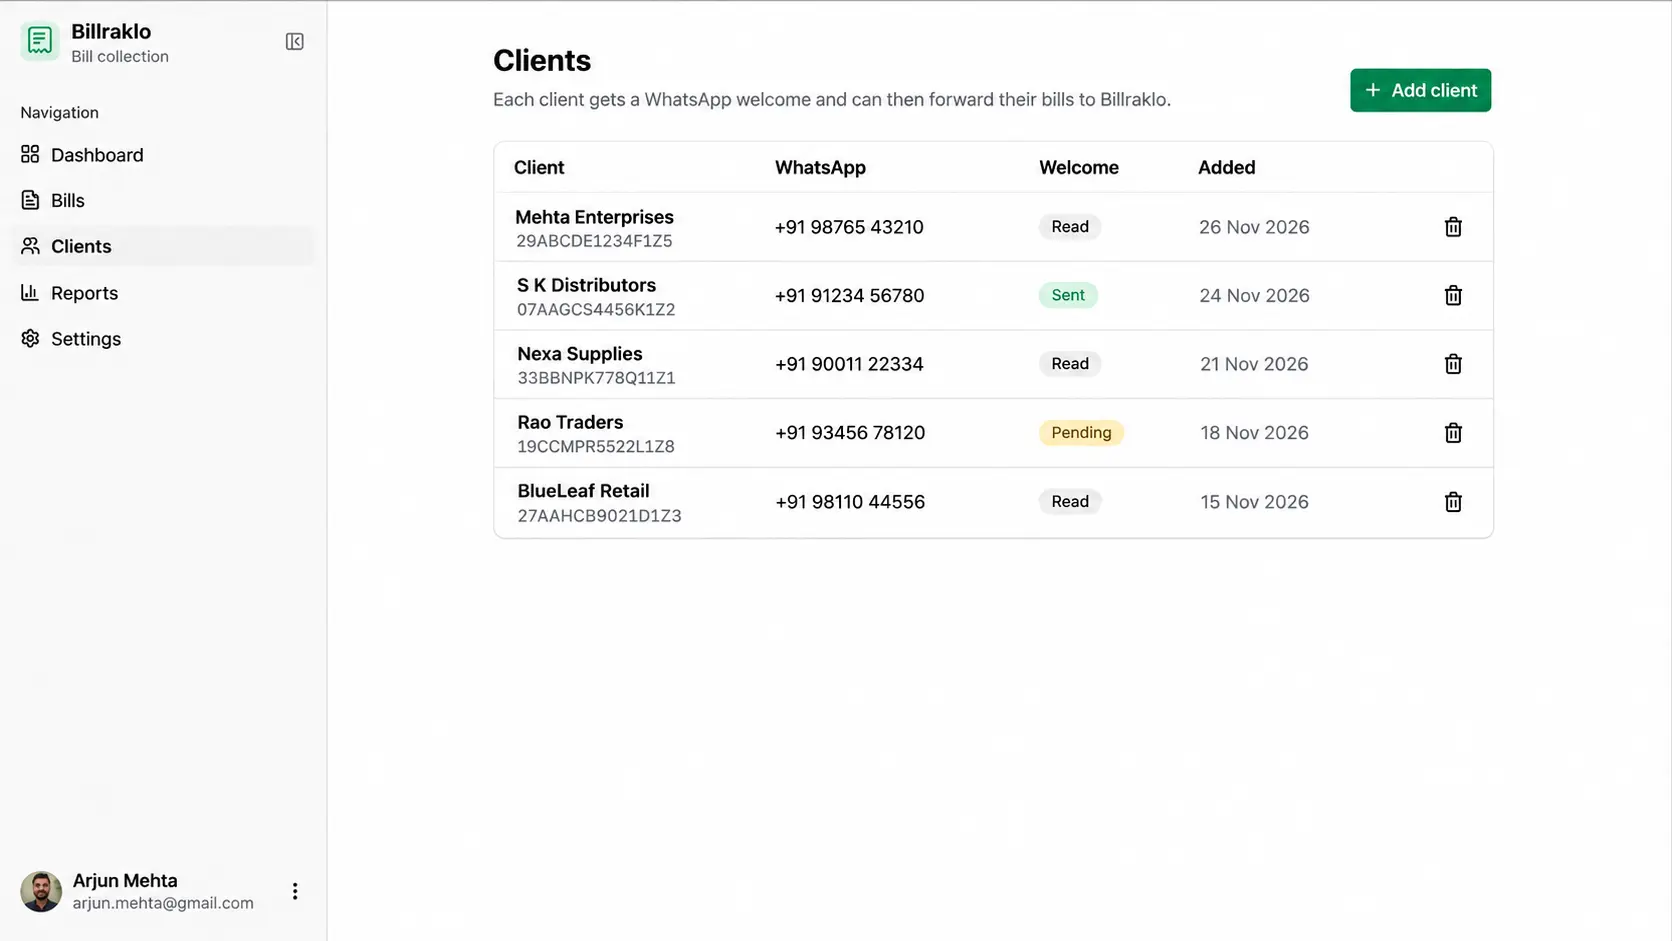 Billraklo
Bill collection
Navigation
Dashboard
Bills
Clients
Reports
Settings
Arjun Mehta
arjun.mehta@gmail.com
Clients
Each client gets a WhatsApp welcome and can then forward their bills to Billraklo.
+ Add client
Client WhatsApp Welcome Added
Mehta Enterprises
29ABCDE1234F1Z5
+91 98765 43210 Read 26 Nov 2026
S K Distributors
07AAGCS4456K1Z2
+91 91234 56780 Sent 24 Nov 2026
Nexa Supplies
33BBNPK778Q11Z1
+91 90011 22334 Read 21 Nov 2026
Rao Traders
19CCMPR5522L1Z8
+91 93456 78120 Pending 18 Nov 2026
BlueLeaf Retail
27AAHCB9021D1Z3
+91 98110 44556 Read 15 Nov 2026